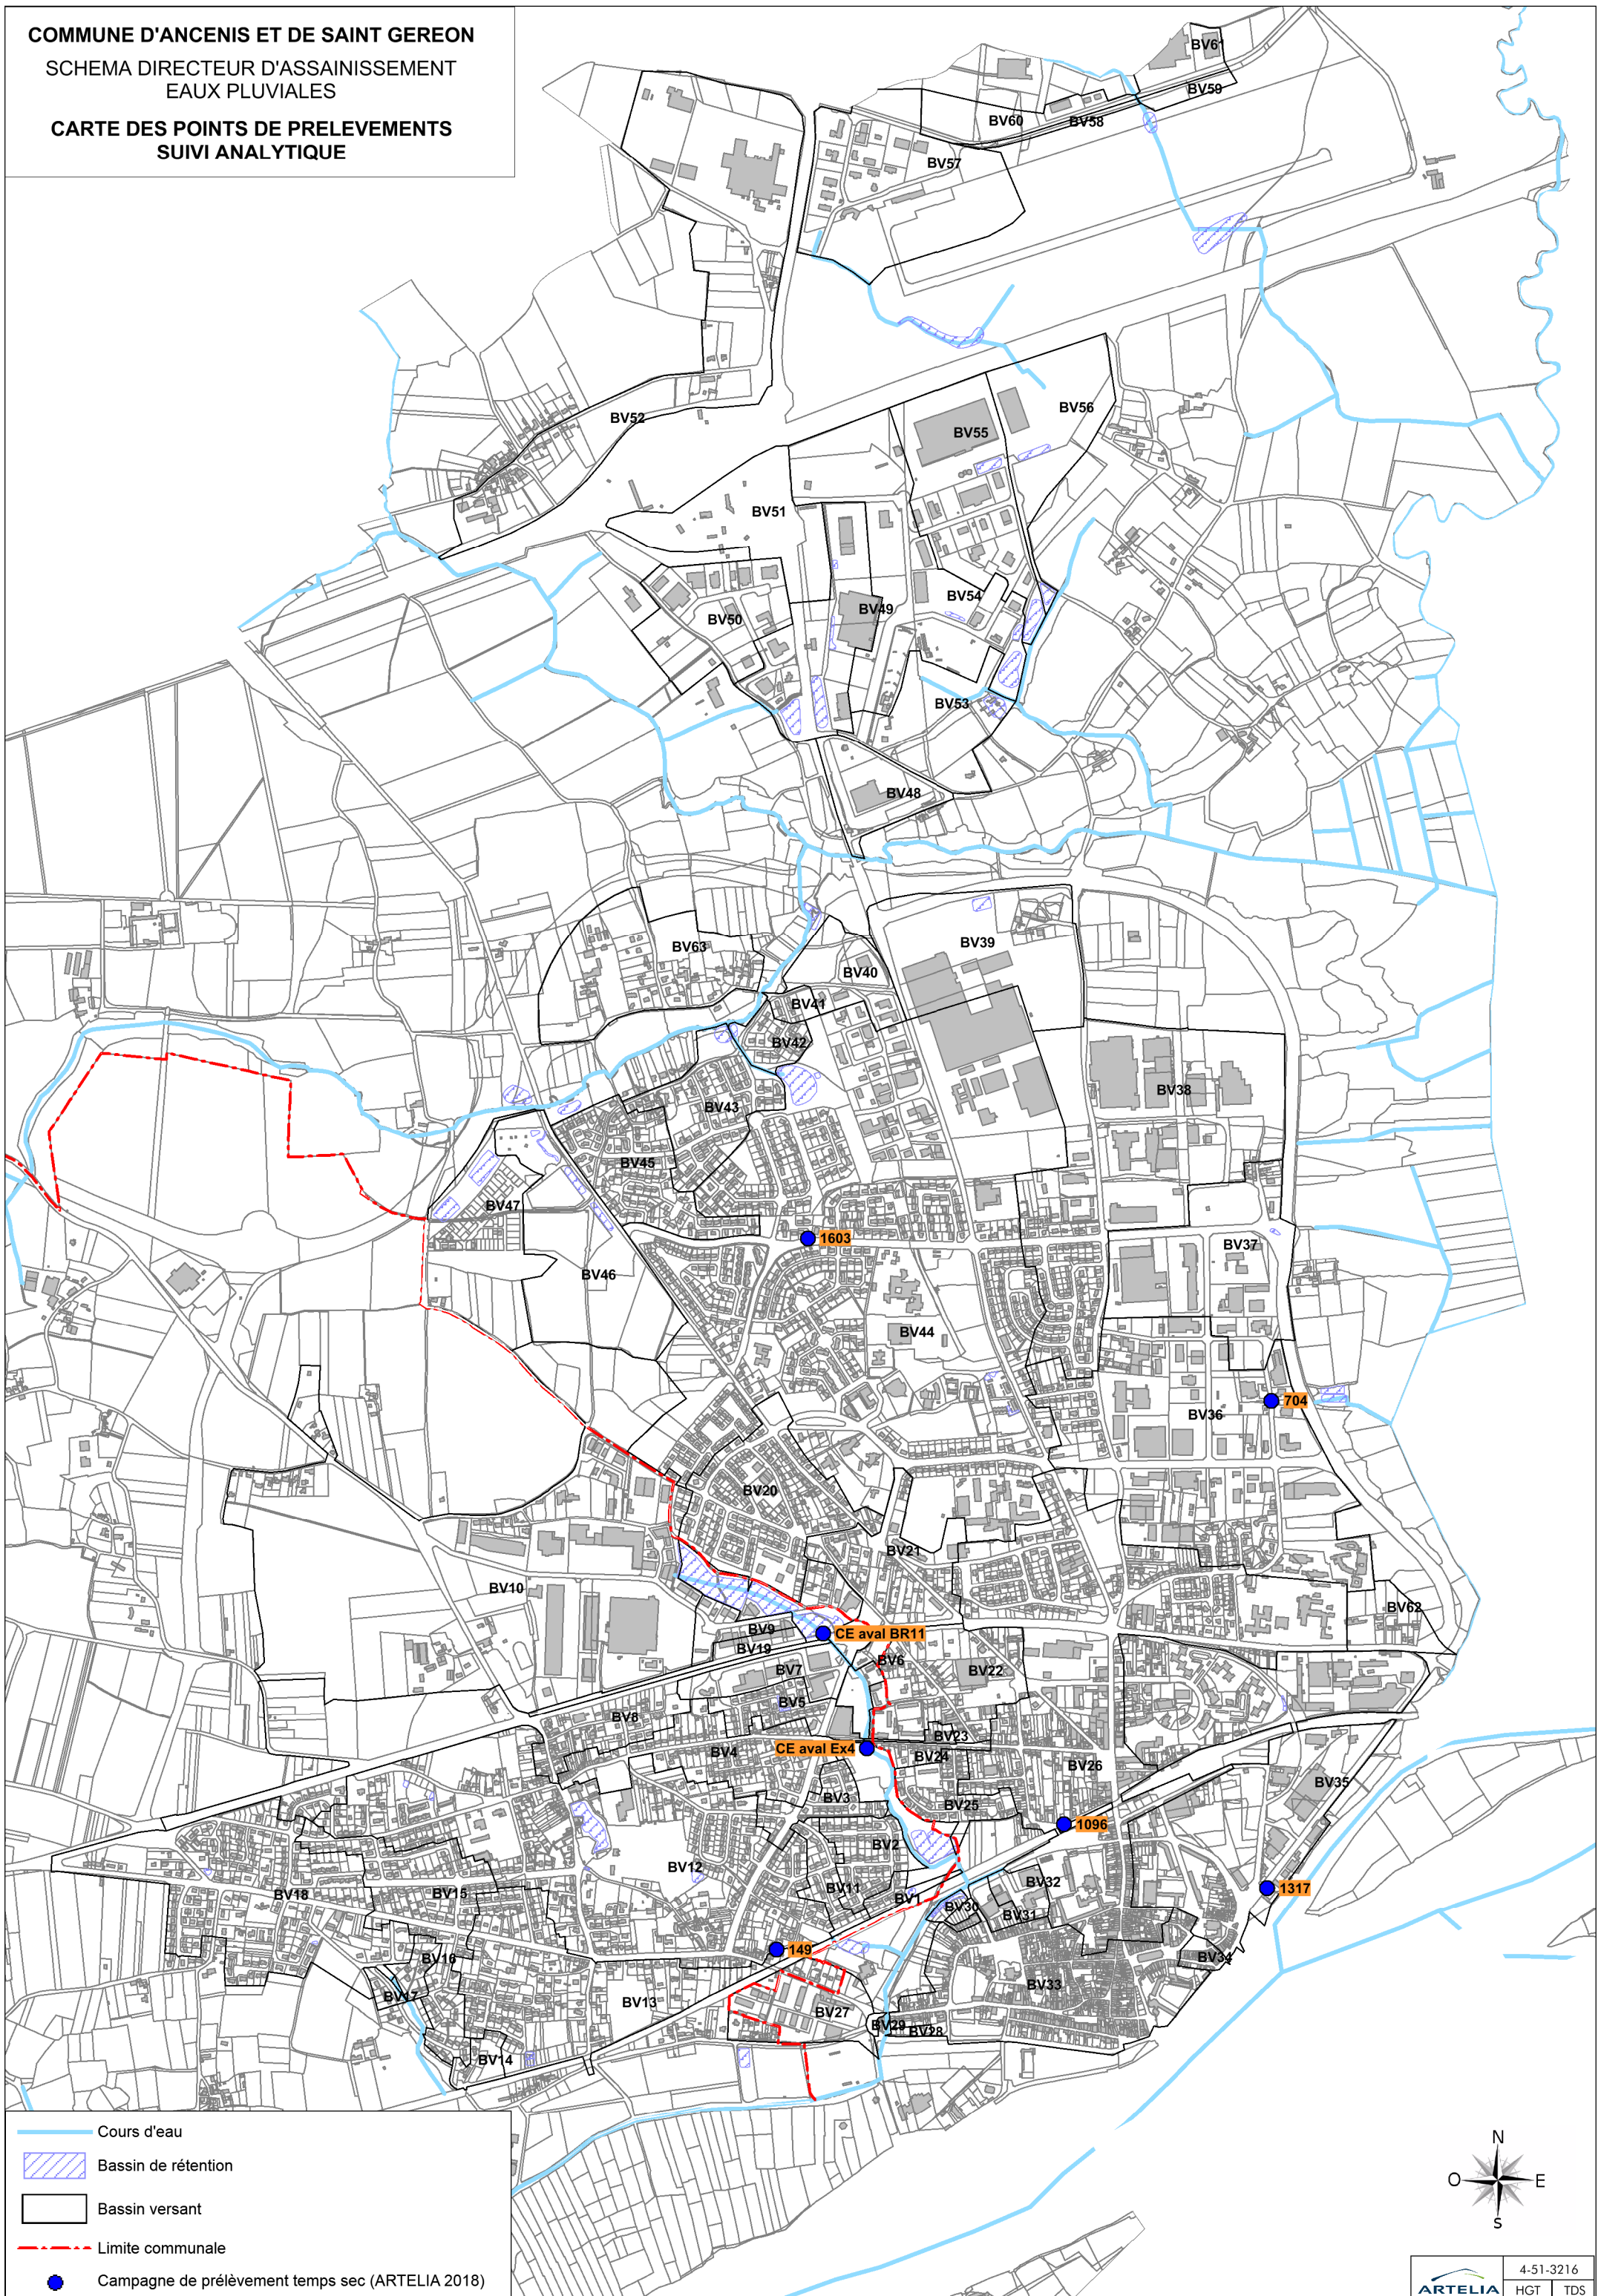 COMMUNE D'ANCENIS ET DE SAINT GEREON
SCHEMA DIRECTEUR D'ASSAINISSEMENT
EAUX PLUVIALES
CARTE DES POINTS DE PRELEVEMENTS
SUIVI ANALYTIQUE
BV61
BV59
BV60
BV58
BV57
BV52
BV56
BV55
BV51
BV54
BV49
BV50
BV53
BV48
BV39
BV63
BV40
BV41
BV42
BV38
BV43
BV45
BV47
1603
BV37
BV46
BV44
704
BV36
BV20
BV21
BV10
BV62
BV9
CE aval BR11
BV19
BV6
BV7
BV22
BV5
BV8
BV23
CE aval Ex4
BV4
BV24
BV26
BV35
BV3
BV25
1096
BV2
BV12
BV32
1317
BV11
BV18
BV15
BV1
BV30
BV31
149
BV34
BV16
BV33
BV17
BV13
BV27
BV29
BV28
BV14
Cours d'eau
Bassin de rétention
Bassin versant
Limite communale
Campagne de prélèvement temps sec (ARTELIA 2018)
N
O
E
S
4-51-3216
ARTELIA
HGT
TDS